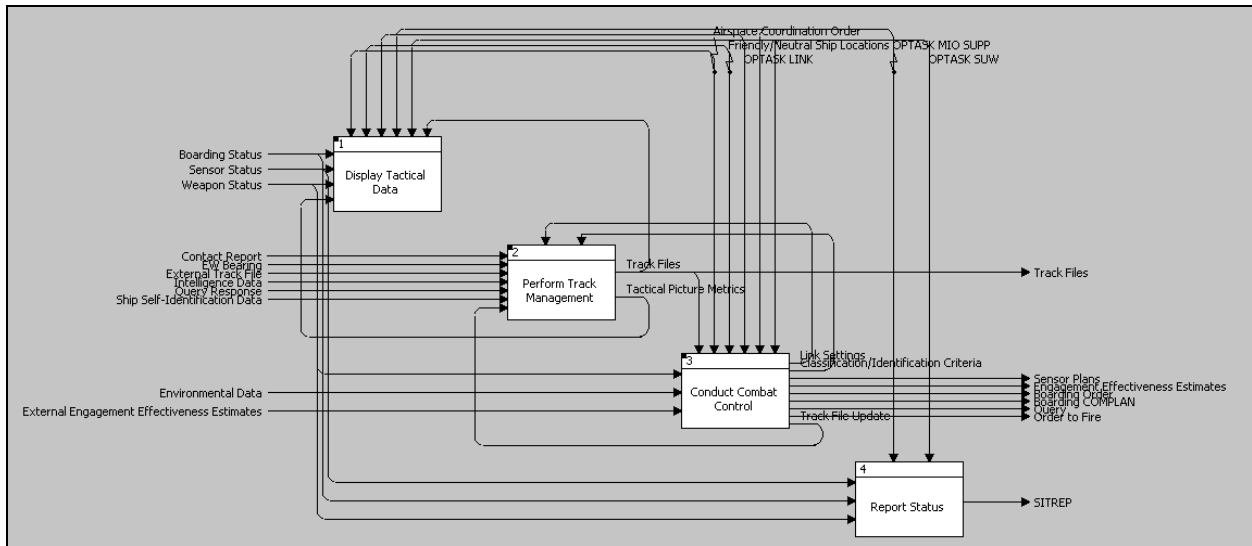 Airspace Coordination Order
Friendly/Neutral Ship Locations OPTASK MIO SUPP
OPTASK LINK
OPTASK SUW
1
Display Tactical
Data
Boarding Status
Sensor Status
Weapon Status
2
Perform Track
Management
Contact Report
EW Bearing
External Track File
Intelligence Data
Query Response
Ship Self-Identification Data
Track Files
Tactical Picture Metrics
Track Files
3
Conduct Combat
Control
Environmental Data
External Engagement Effectiveness Estimates
Link Settings
Classification/Identification Criteria
Track File Update
Sensor Plans
Engagement Effectiveness Estimates
Boarding Order
Boarding COMPLAN
Query
Order to Fire
4
Report Status
SITREP